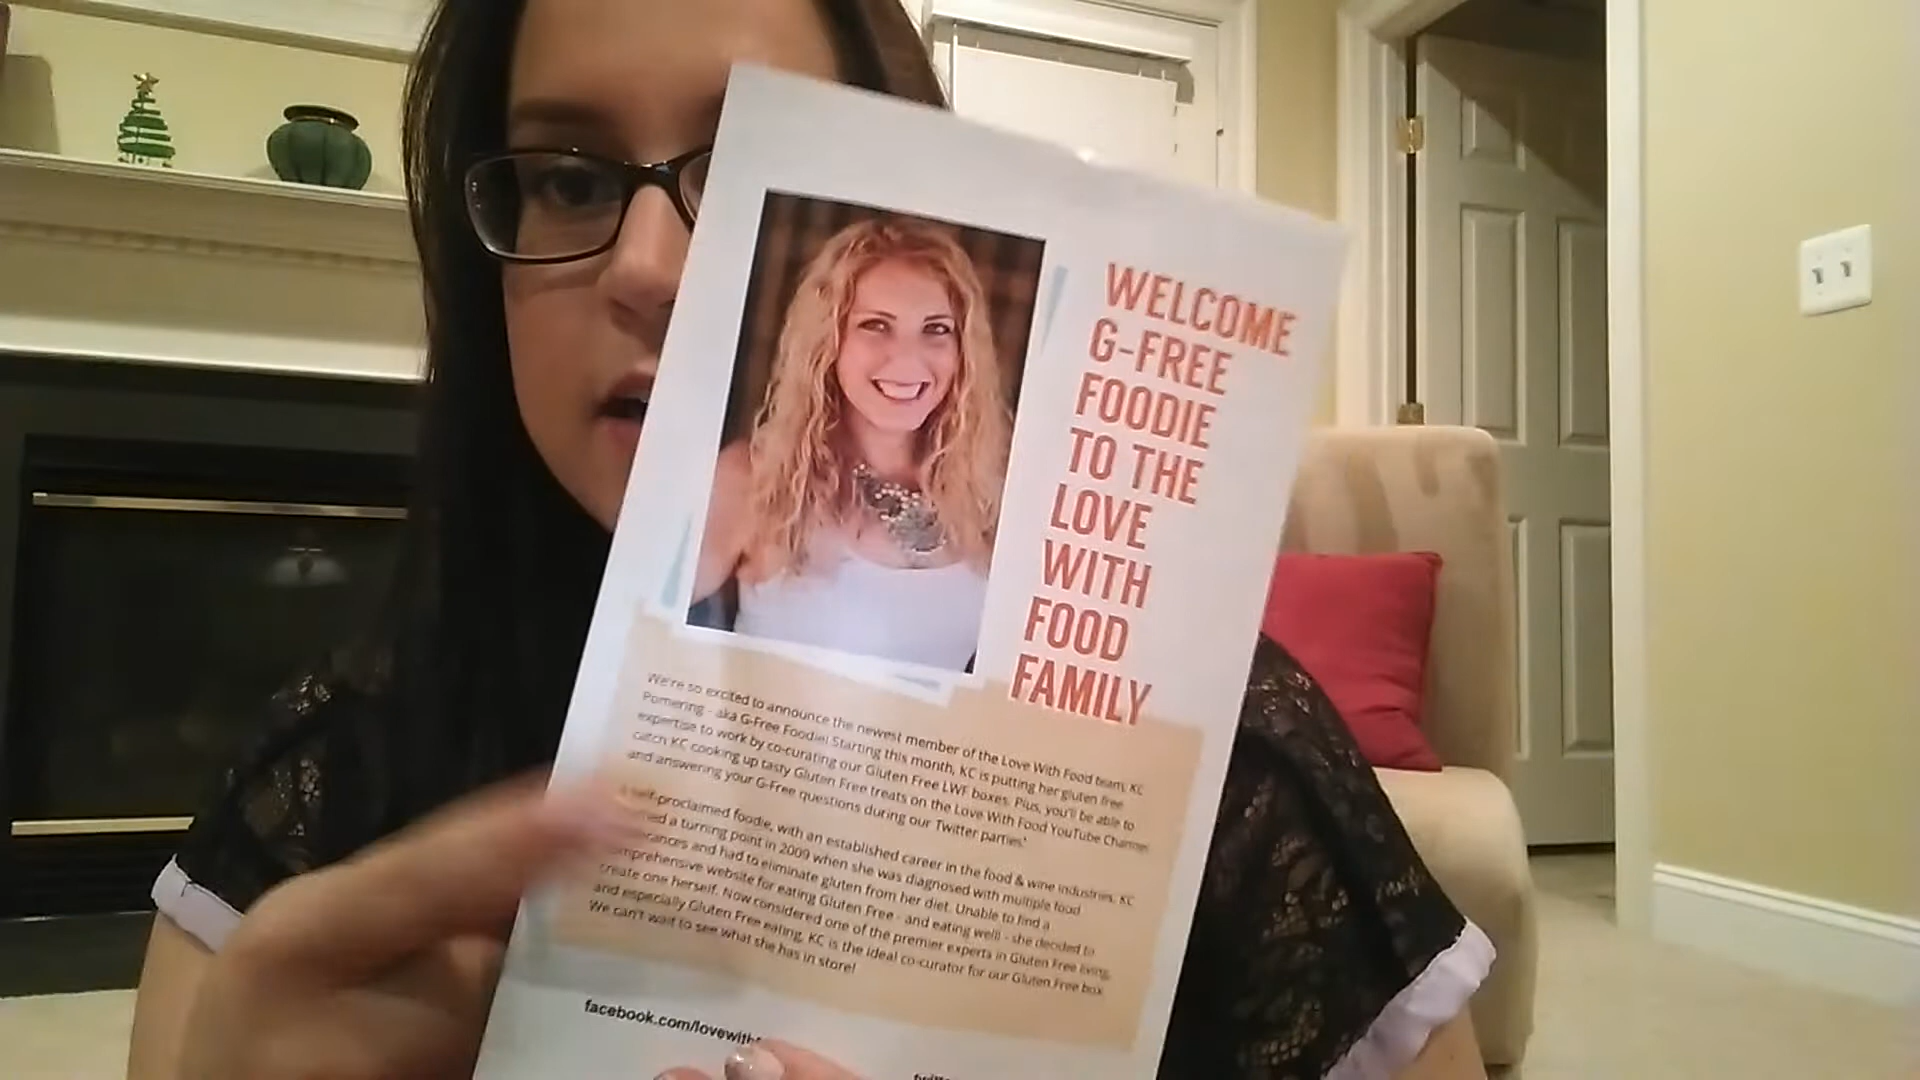 WELCOME
G-FREE
FOODIE
TO THE
LOVE
WITH
FOOD
FAMILY
We're so excited to announce the newest member of the Love With Food team, KC
Pomering - aka G-Free Foodie! Starting this month, KC is putting her gluten free
expertise to work by co-curating our Gluten Free LWF boxes. Plus, you'll be able to
catch KC cooking up tasty Gluten Free treats on the Love With Food YouTube Channel
and answering your G-Free questions during our Twitter parties!
self-proclaimed foodie, with an established career in the food & wine industries, KC
a turning point in 2009 when she was diagnosed with multiple food
and had to eliminate gluten from her diet. Unable to find a
comprehensive website for eating Gluten Free - and eating well! - she decided to
create one herself. Now considered one of the premier experts in Gluten Free living,
and especially Gluten Free eating, KC is the ideal co-curator for our Gluten Free box
We can't wait to see what she has in store!
facebook.com/lovewith